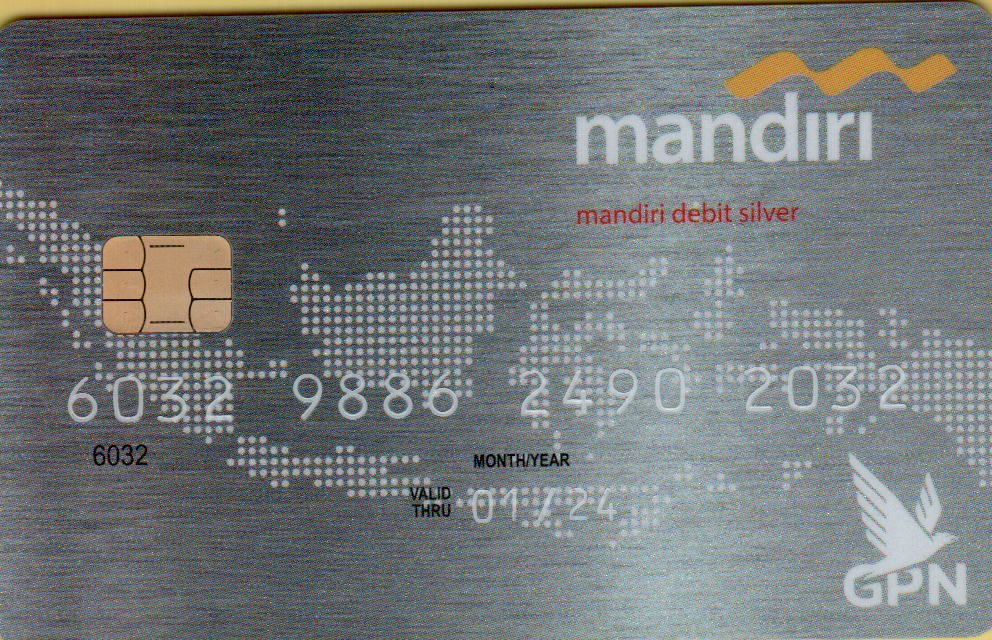 mandiri
mandiri debit silver
6032 9886 2490 2032
6032
MONTH/YEAR
VALID
THRU 01/24
GPN